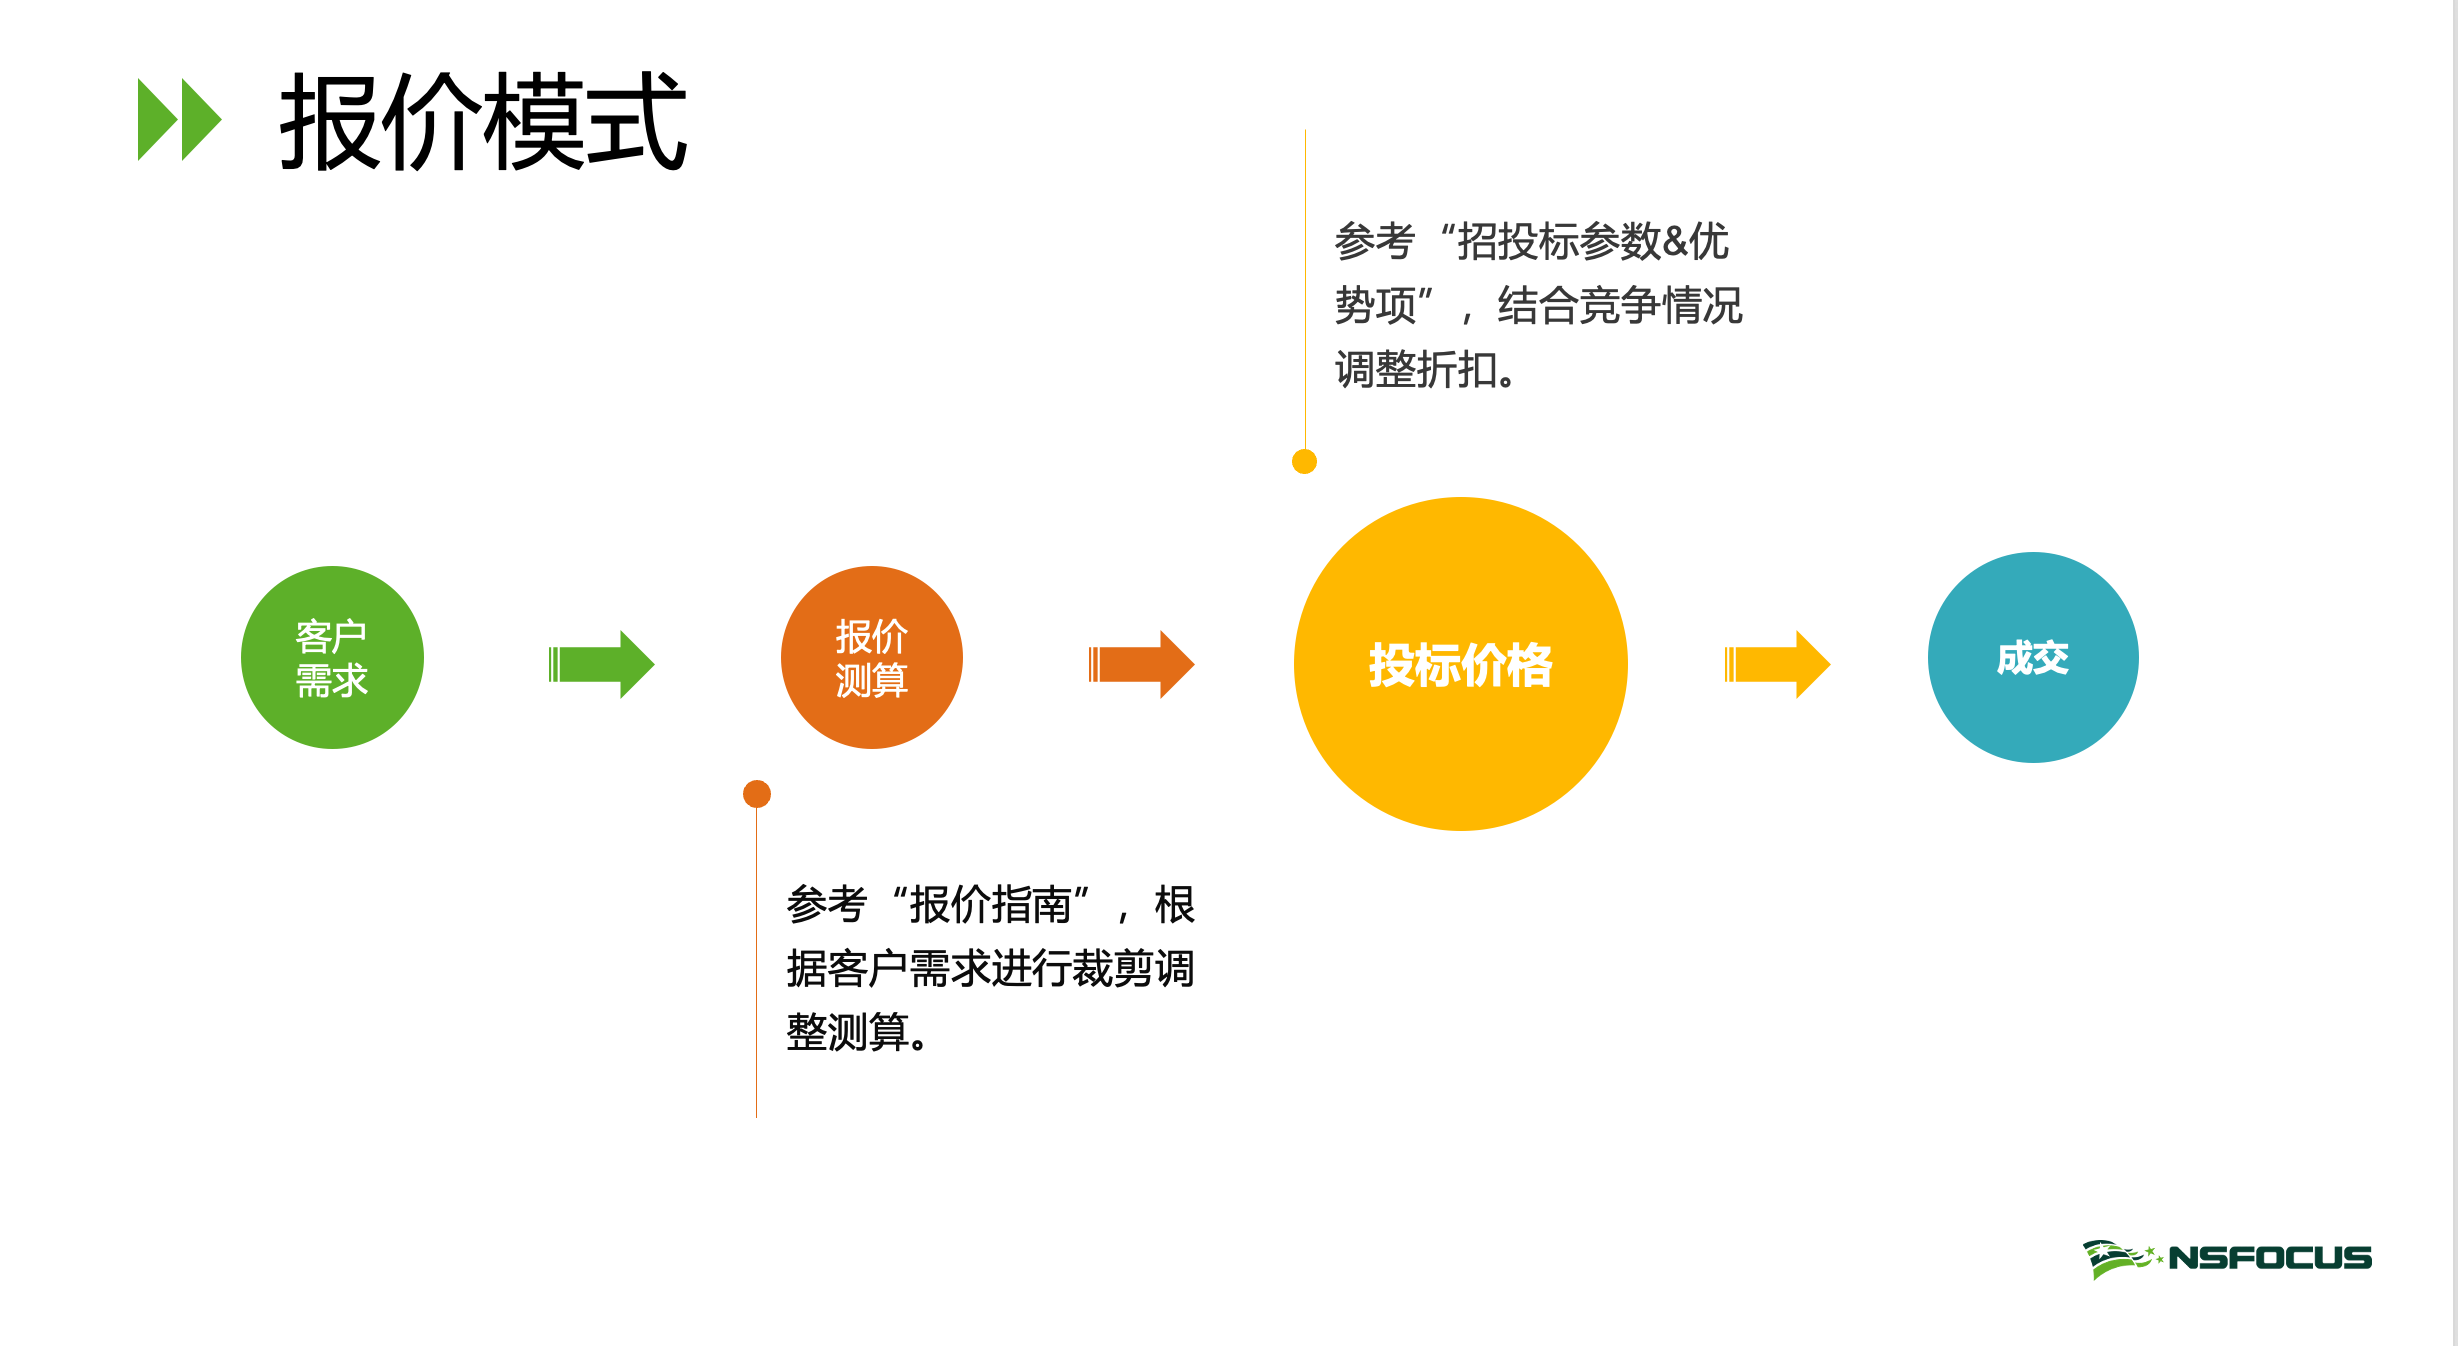 报价模式
参考“招投标参数&优
势项”，结合竞争情况
调整折扣。
客户
需求
报价
测算
投标价格
成交
参考“报价指南”，根
据客户需求进行裁剪调
整测算。
NSFOCUS